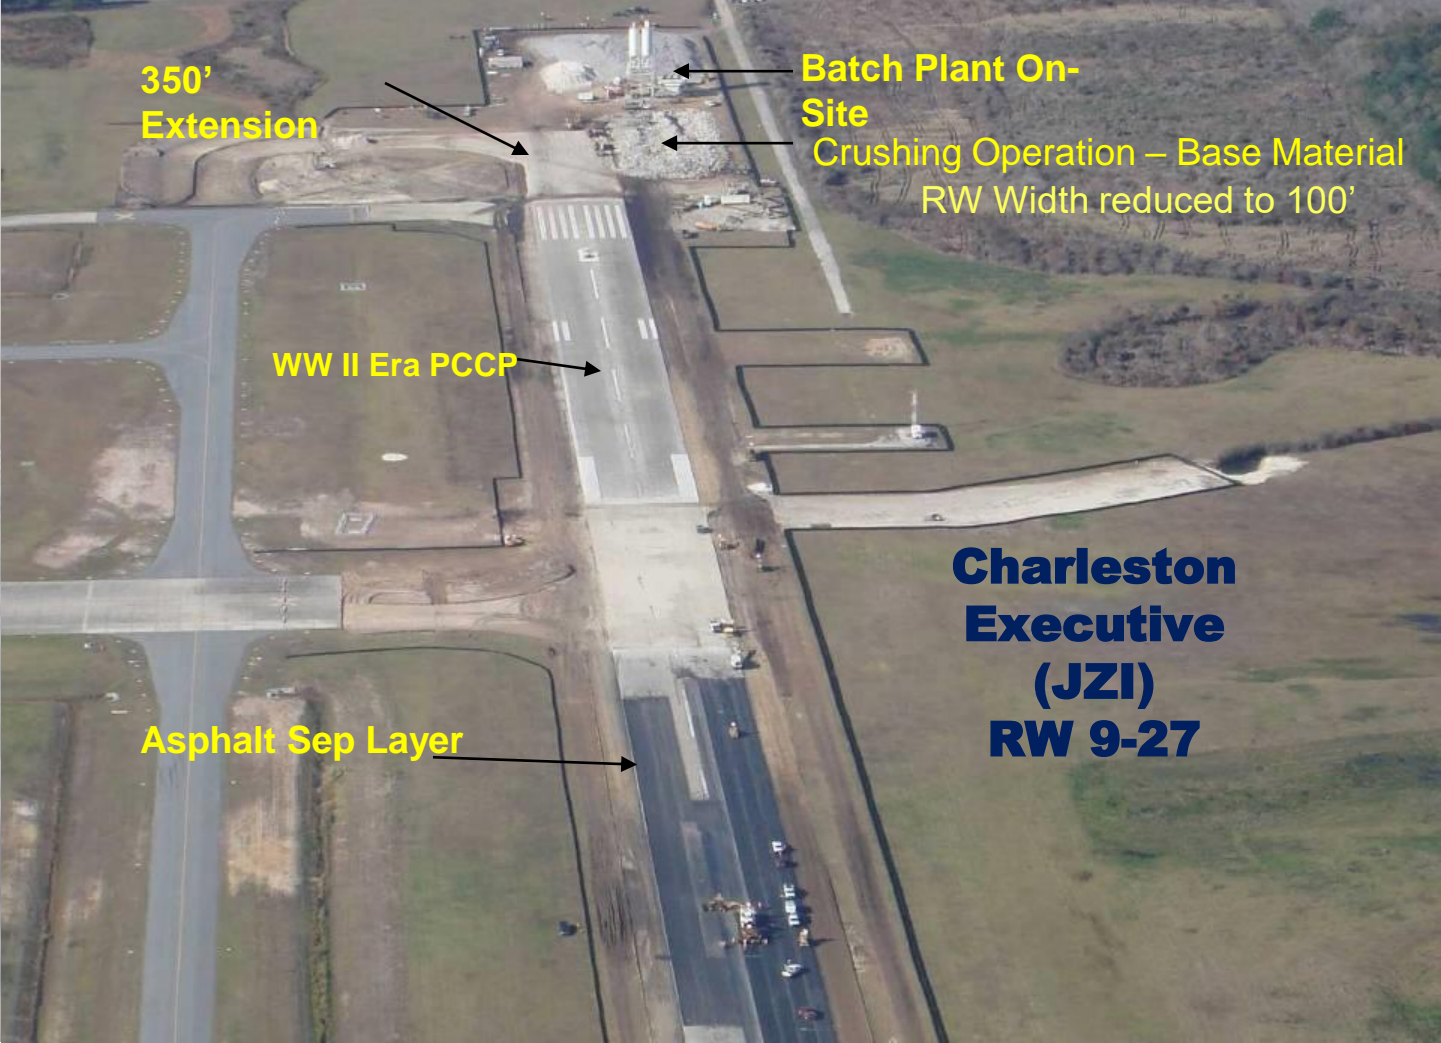 350’
Extension
Batch Plant On-
Site
Crushing Operation – Base Material
RW Width reduced to 100’
WW II Era PCCP
Charleston
Executive
(JZI)
RW 9-27
Asphalt Sep Layer